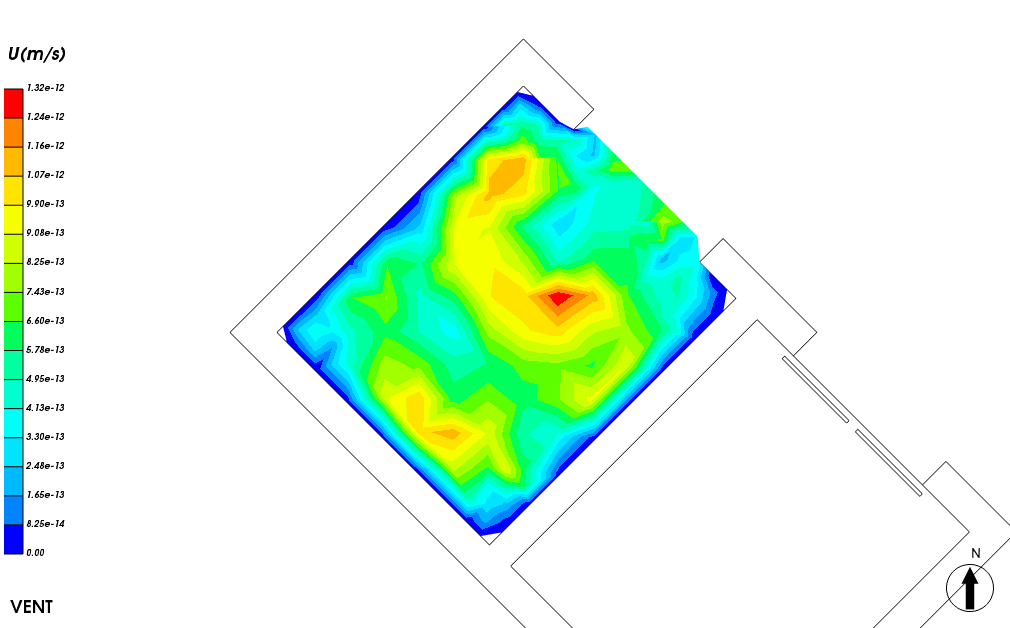 U(m/s)
1.32e-12
1.24e-12
1.16e-12
1.07e-12
9.90e-13
9.08e-13
8.25e-13
7.43e-13
6.60e-13
5.78e-13
4.95e-13
4.13e-13
3.30e-13
2.48e-13
1.65e-13
8.25e-14
0.00
N
VENT